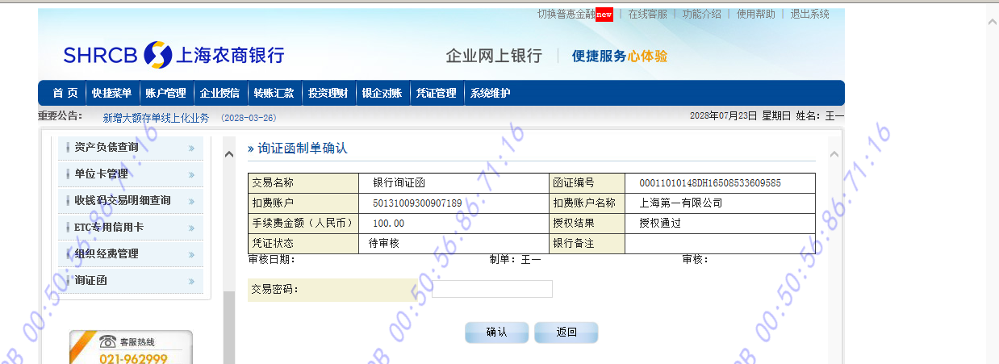 切换普惠金融 new | 在线客服 | 功能介绍 | 使用帮助 | 退出系统
SHRCB 上海农商银行
企业网上银行 | 便捷服务心体验
首 页 快捷菜单 账户管理 企业授信 转账汇款 投资理财 银企对账 凭证管理 系统维护
重要公告： 新增大额存单线上化业务 (2028-03-26) 2028年07月23日 星期日 姓名：王一
资产负债查询 »
单位卡管理 »
收钱码交易明细查询 »
ETC专用信用卡 »
组织经费管理 »
询证函 »
客服热线
021-962999
» 询证函制单确认
交易名称 银行询证函 函证编号 00011010148DH16508533609585
扣费账户 50131009300907189 扣费账户名称 上海第一有限公司
手续费金额（人民币） 100.00 授权结果 授权通过
凭证状态 待审核 银行备注
审核日期： 制单：王一 审核：
交易密码：
确认 返回
00:50:56:86:71:16
00:50:56:86:71:16
00:50:56:86:71:16